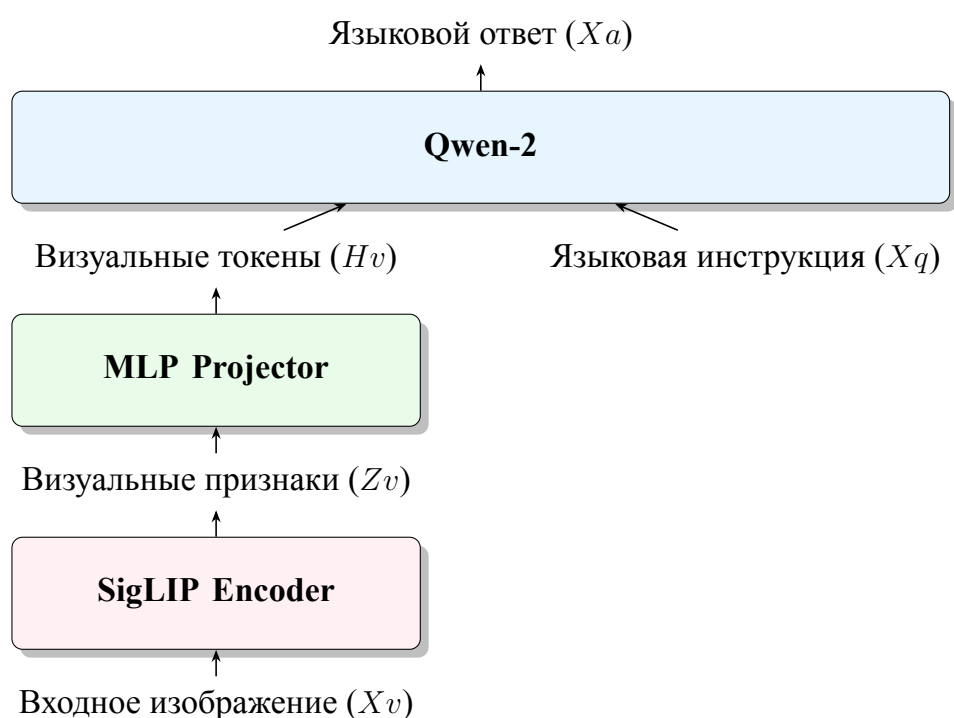 Языковой ответ (Xa)
Qwen-2
Визуальные токены (Hv)
Языковая инструкция (Xq)
MLP Projector
Визуальные признаки (Zv)
SigLIP Encoder
Входное изображение (Xv)